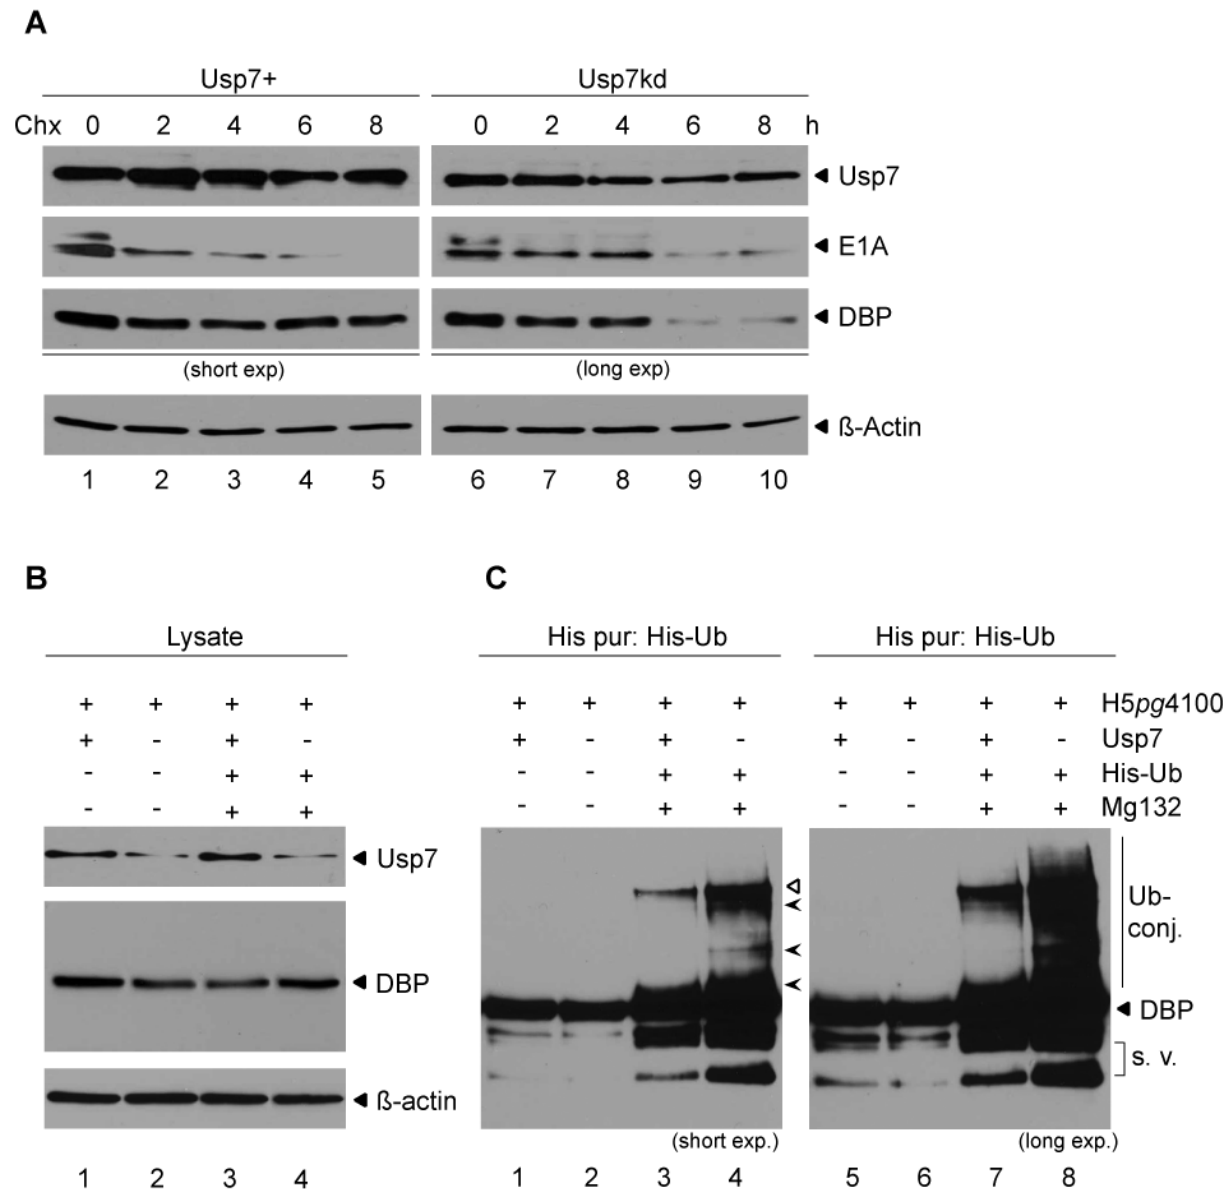 A
Usp7+ Usp7kd
Chx 0 2 4 6 8 0 2 4 6 8 h
Usp7
E1A
DBP
(short exp) (long exp)
ß-Actin
1 2 3 4 5 6 7 8 9 10
B C
Lysate His pur: His-Ub His pur: His-Ub
+ + + + + + + + + + + + H5pg4100
+ - + - + - + - + - + - Usp7
- - + + - - + + - - + + His-Ub
- - + + - - + + - - + + Mg132
Usp7
Ub-
conj.
DBP
DBP
s. v.
ß-actin
(short exp.) (long exp.)
1 2 3 4 1 2 3 4 5 6 7 8